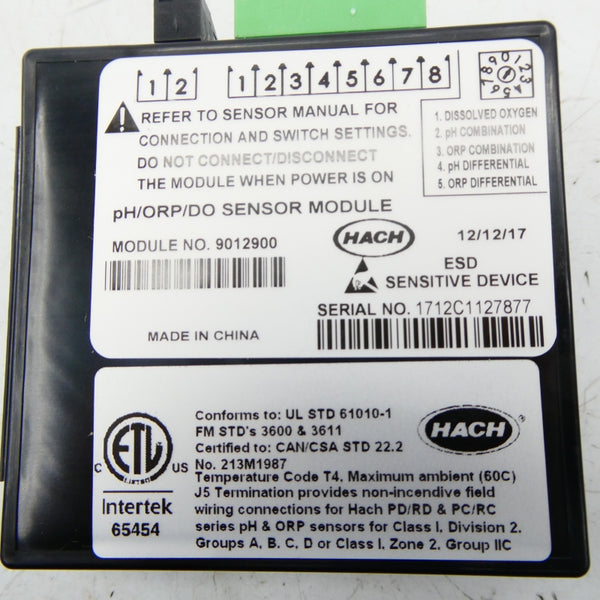 1 2 1 2 3 4 5 6 7 8
REFER TO SENSOR MANUAL FOR
CONNECTION AND SWITCH SETTINGS.
DO NOT CONNECT/DISCONNECT
THE MODULE WHEN POWER IS ON
1. DISSOLVED OXYGEN
2. pH COMBINATION
3. ORP COMBINATION
4. pH DIFFERENTIAL
5. ORP DIFFERENTIAL
pH/ORP/DO SENSOR MODULE
MODULE NO. 9012900
HACH
12/12/17
ESD
SENSITIVE DEVICE
SERIAL NO. 1712C1127877
MADE IN CHINA
ETL
LISTED
C US
Intertek
65454
Conforms to: UL STD 61010-1
FM STD's 3600 & 3611
Certified to: CAN/CSA STD 22.2
No. 213M1987
HACH®
Temperature Code T4, Maximum ambient (60C)
J5 Termination provides non-incendive field
wiring connections for Hach PD/RD & PC/RC
series pH & ORP sensors for Class I, Division 2,
Groups A, B, C, D or Class I, Zone 2, Group IIC